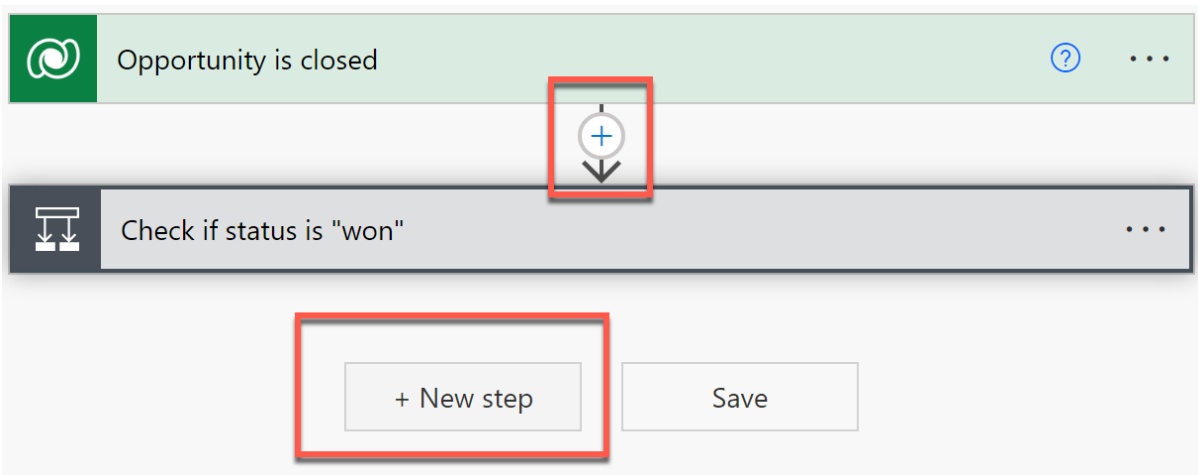 Opportunity is closed
Check if status is "won"
+ New step
Save